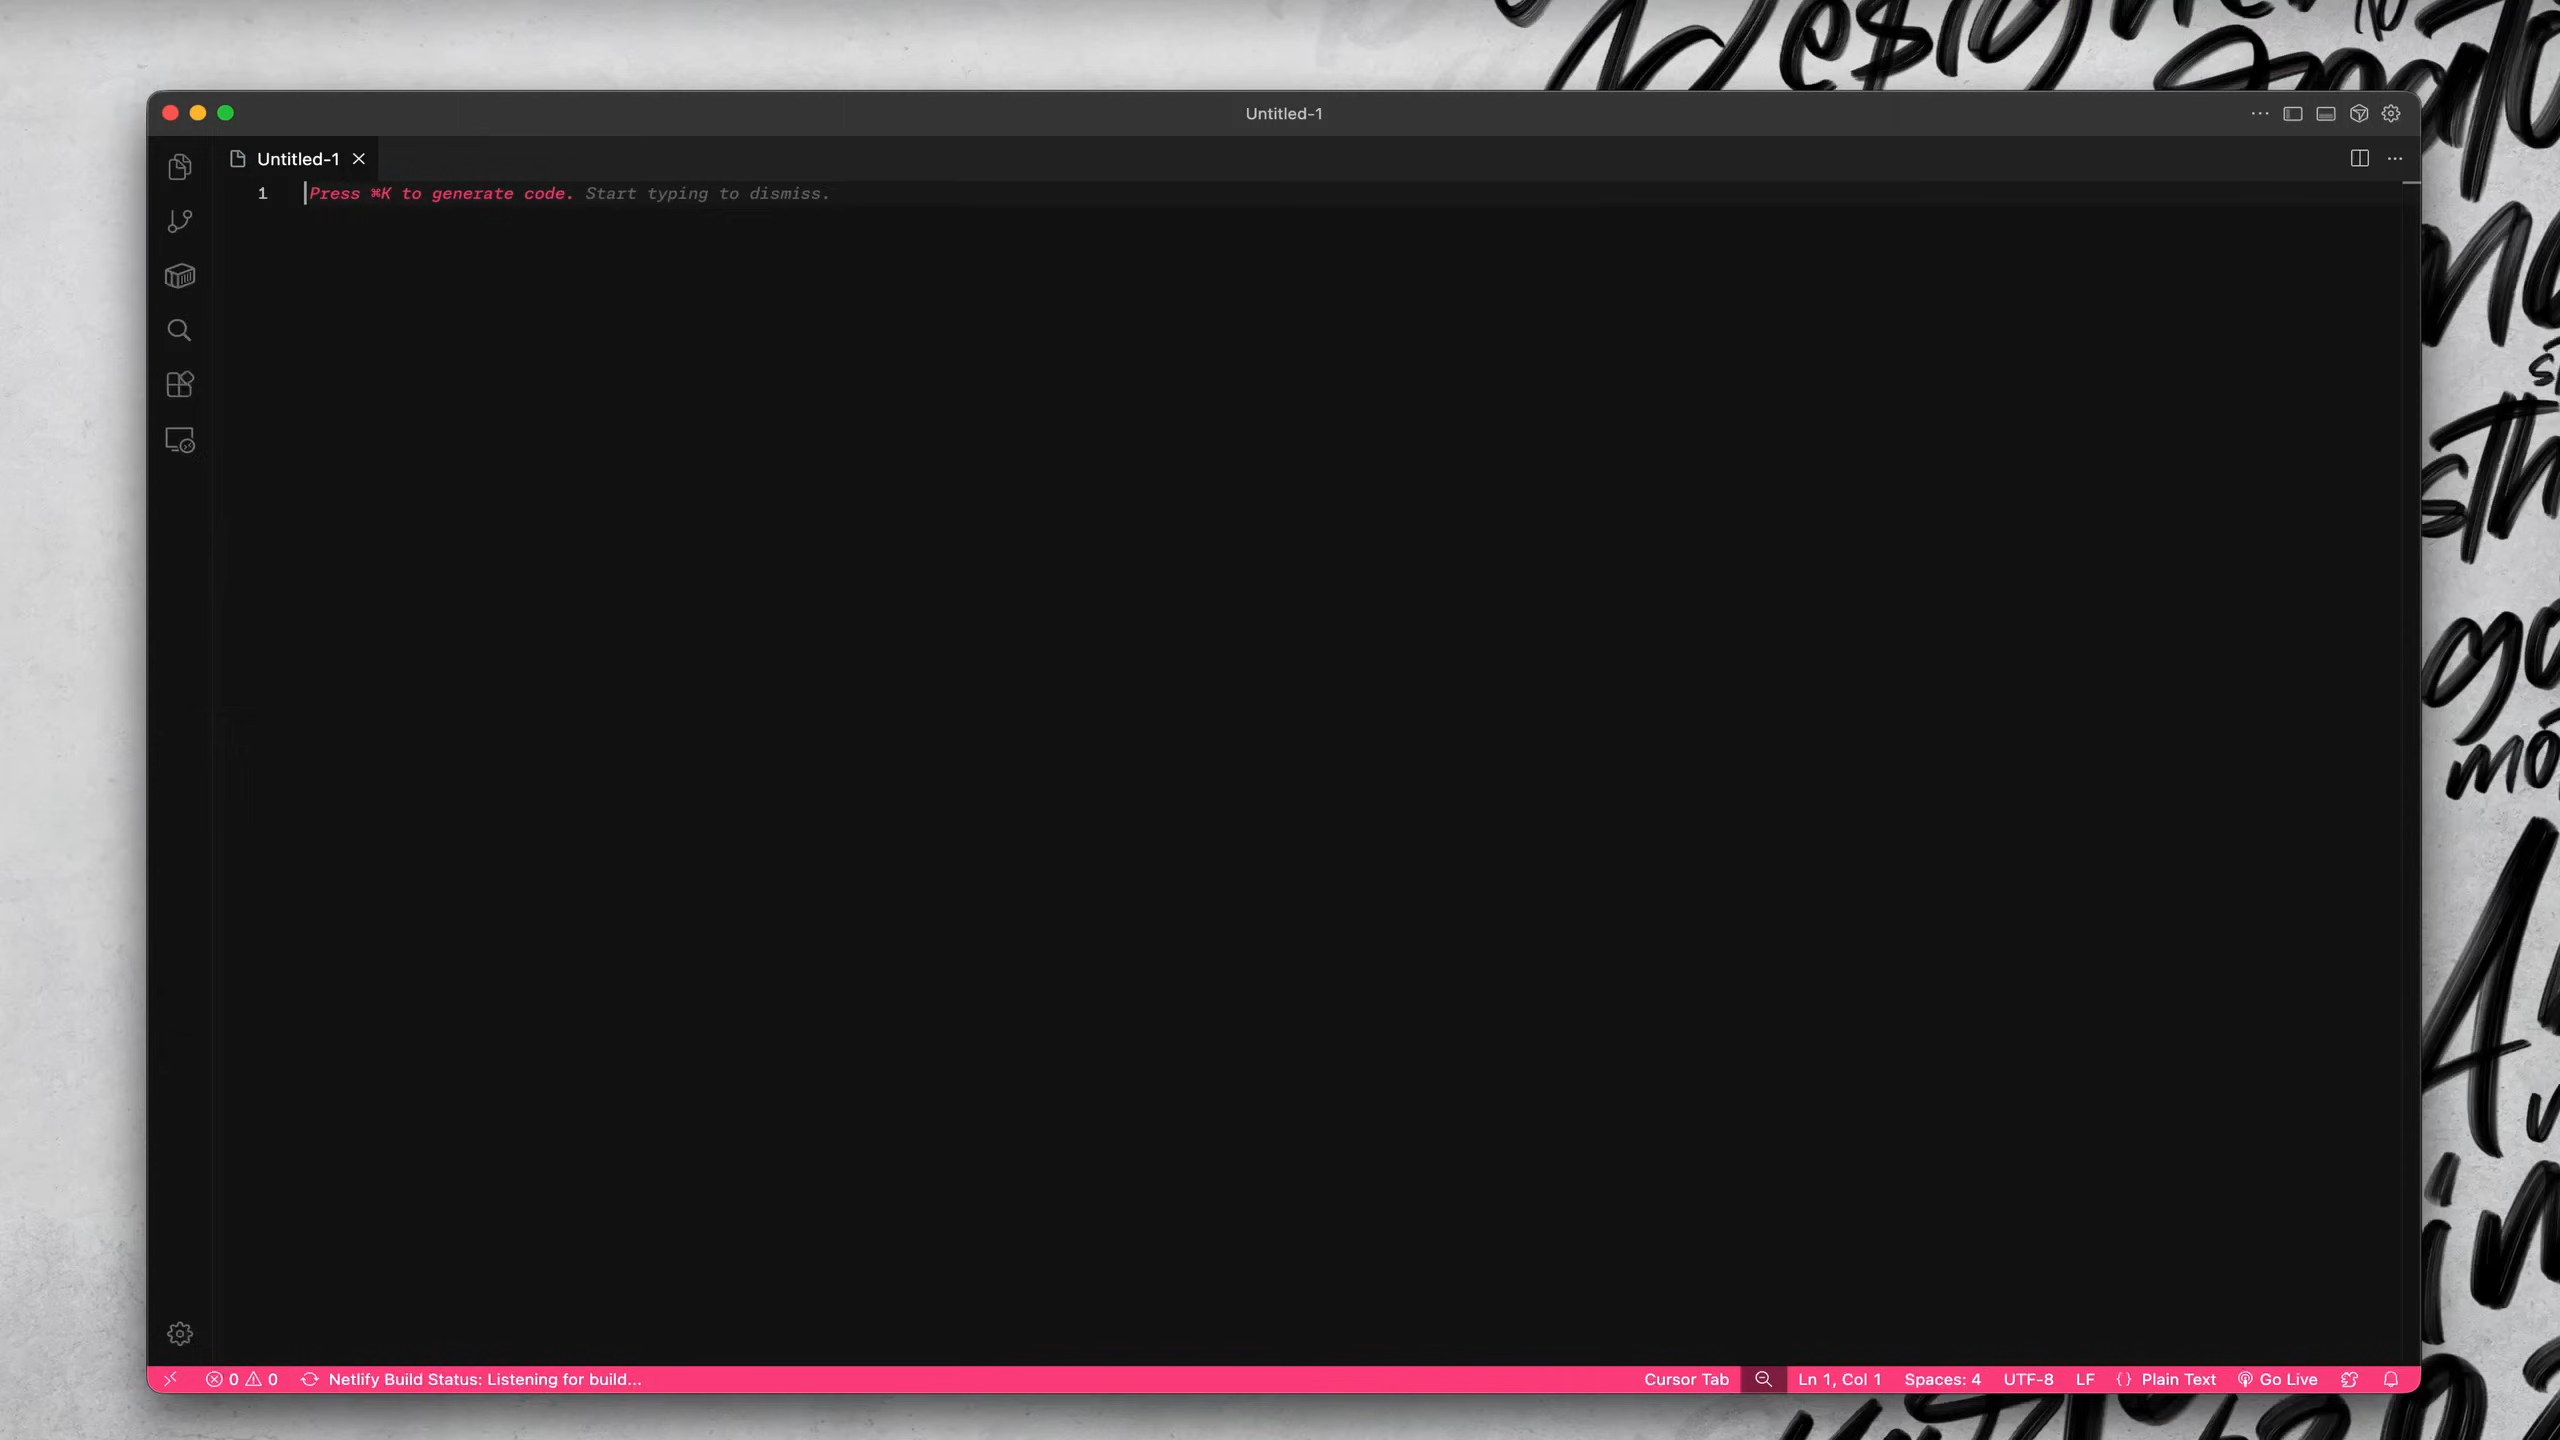 Untitled-1
Untitled-1
1 Press ⌘K to generate code. Start typing to dismiss.
0 0 Netlify Build Status: Listening for build... Cursor Tab Ln 1, Col 1 Spaces: 4 UTF-8 LF {} Plain Text Go Live